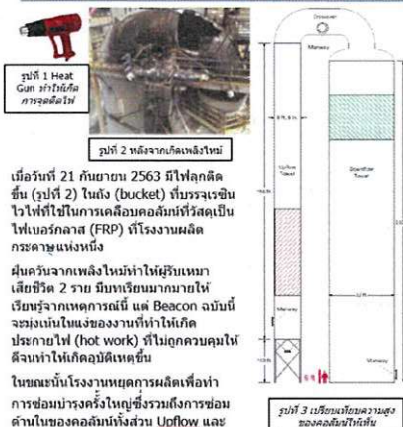 รูปที่ 1 Heat
Gun ทำให้เกิด
การจุดติดไฟ
รูปที่ 2 หลังจากเกิดเพลิงไหม้
เมื่อวันที่ 21 กันยายน 2563 มีไฟลุกติด
ขึ้น (รูปที่ 2) ในถัง (bucket) ที่บรรจุเรซิน
ไวไฟที่ใช้ในการเคลือบคอลัมน์ที่วัสดุเป็น
ไฟเบอร์กลาส (FRP) ที่โรงงานผลิต
กระดาษแห่งหนึ่ง
ฝุ่นควันจากเพลิงไหม้ทำให้ผู้รับเหมา
เสียชีวิต 2 ราย มีบทเรียนมากมายให้
เรียนรู้จากเหตุการณ์นี้ แต่ Beacon ฉบับนี้
จะมุ่งเน้นในแง่ของงานที่ทำให้เกิด
ประกายไฟ (hot work) ที่ไม่ถูกควบคุมให้
ดีจนทำให้เกิดอุบัติเหตุขึ้น
ในขณะนั้นโรงงานหยุดการผลิตเพื่อทำ
การซ่อมบำรุงครั้งใหญ่ซึ่งรวมถึงการซ่อม
ด้านในของคอลัมน์ทั้งส่วน Upflow และ
Crossover
Manway
Upflow
Tower
Downflow
Tower
Manway
Manway
รูปที่ 3 เปรียบเทียบความสูง
ของคอลัมน์ให้เห็น